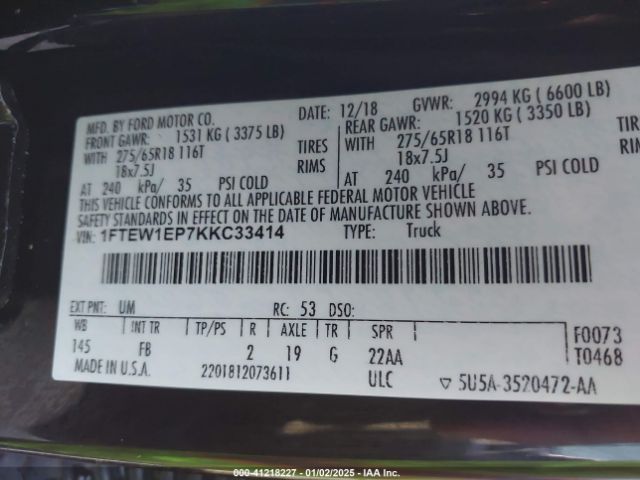 MFD. BY FORD MOTOR CO. DATE: 12/18 GVWR: 2994 KG ( 6600 LB)
FRONT GAWR: 1531 KG ( 3375 LB) REAR GAWR: 1520 KG ( 3350 LB)
WITH 275/65R18 116T TIRES 275/65R18 116T TIRES
18x7.5J RIMS WITH 18x7.5J RIM
AT 240 kPa/ 35 PSI COLD AT 240 kPa/ 35 PSI COLD
THIS VEHICLE CONFORMS TO ALL APPLICABLE FEDERAL MOTOR VEHICLE
SAFETY STANDARDS IN EFFECT ON THE DATE OF MANUFACTURE SHOWN ABOVE.
VIN: 1FTEW1EP7KKC33414 TYPE: Truck
EXT PNT: UM RC: 53 DSO:
WB INT TR TP/PS R AXLE TR SPR F0073
145 FB 2 19 G 22AA T0468
MADE IN U.S.A. 2201812073611 ULC ▽ 5U5A-3520472-AA
000-41218227 - 01/02/2025 - IAA Inc.